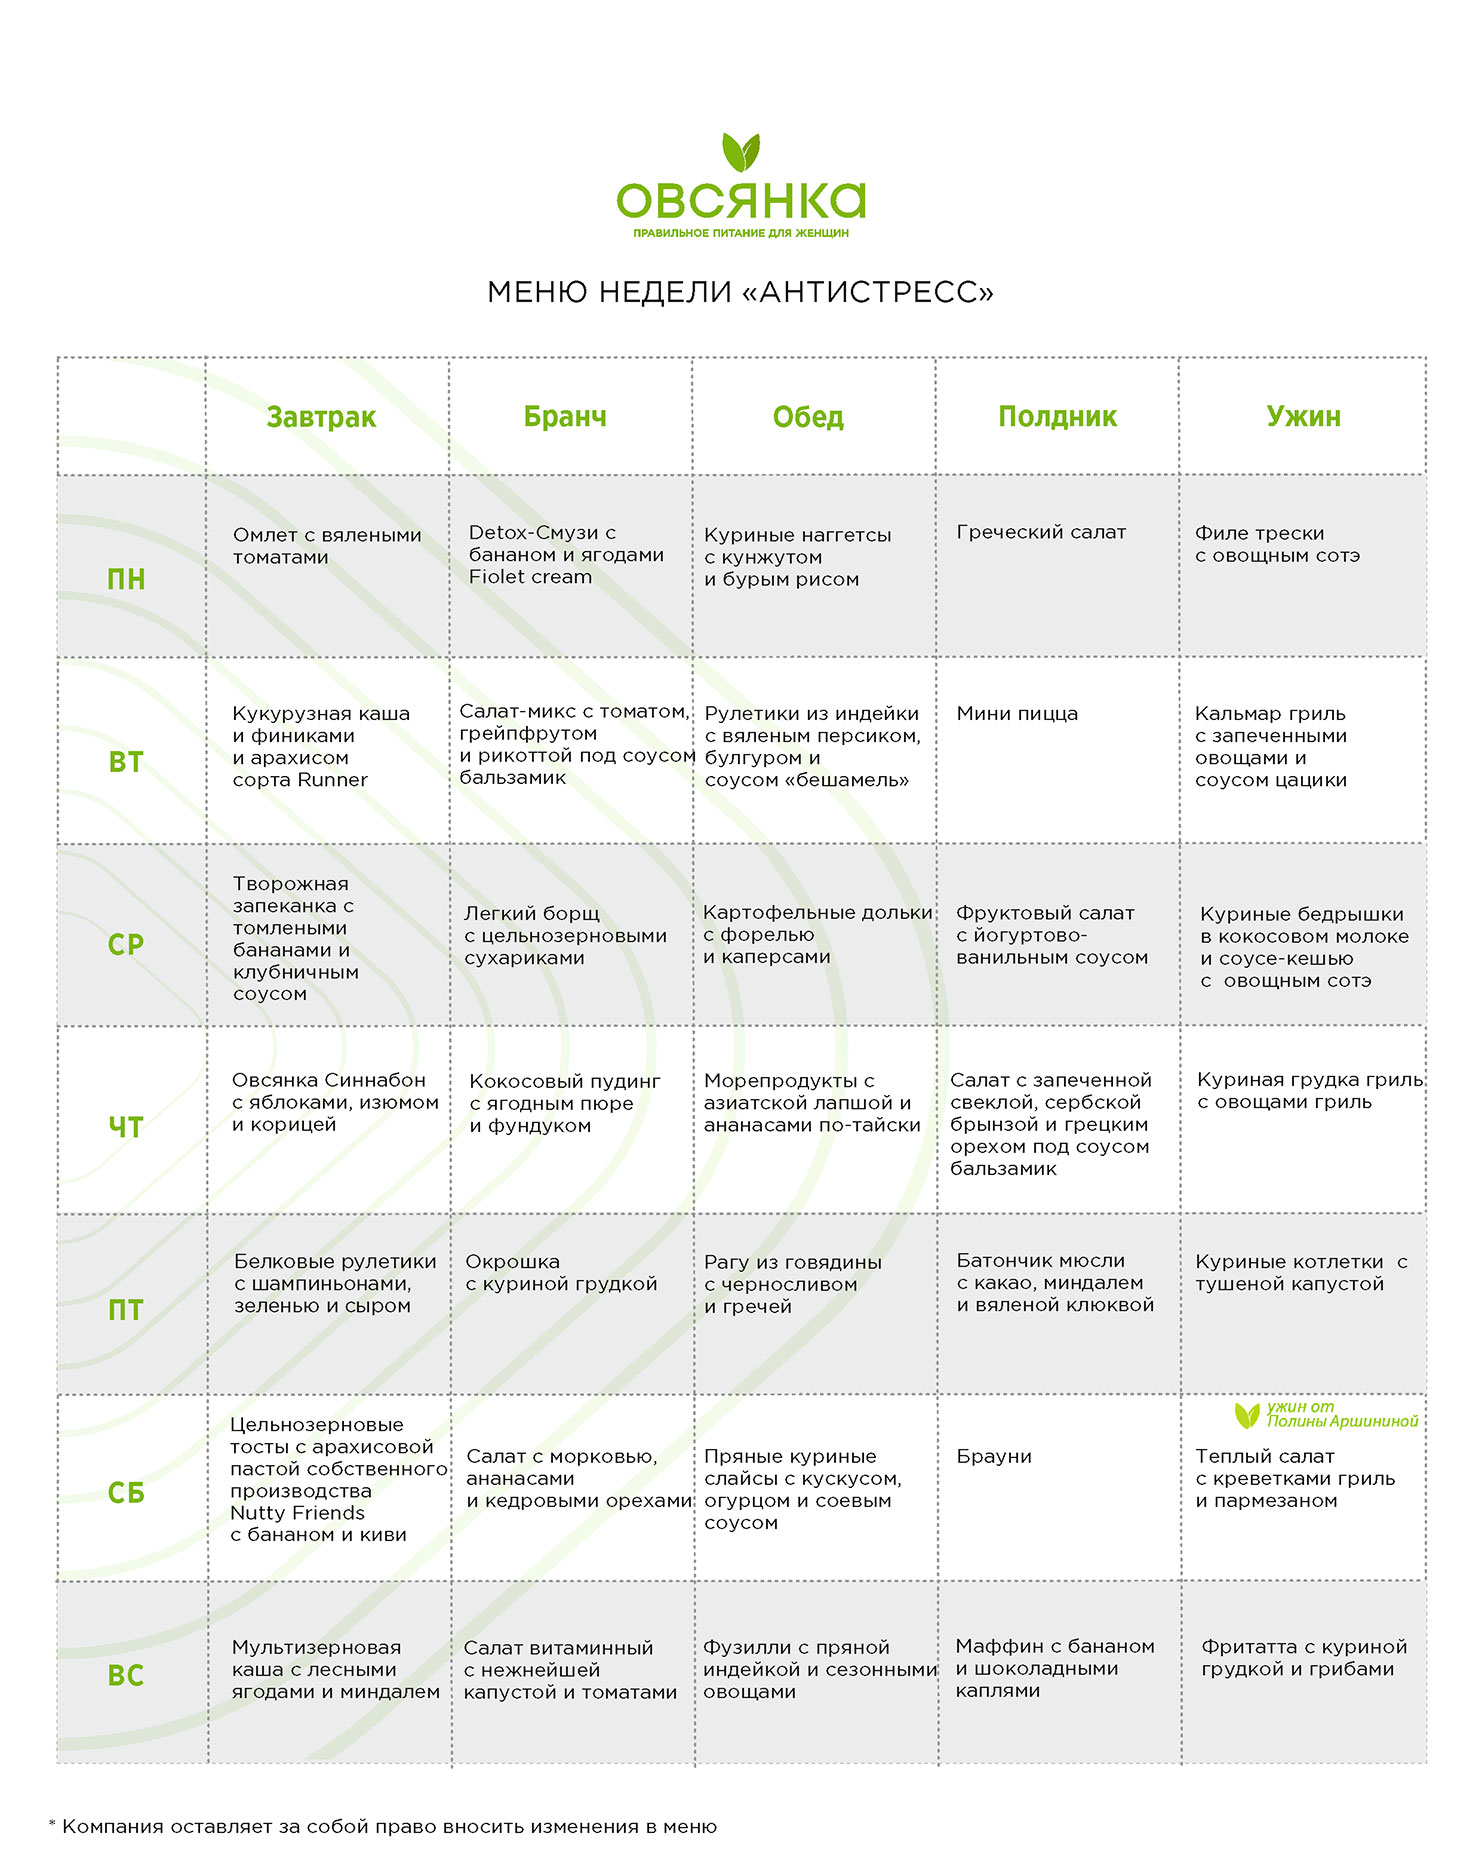 ОВСЯНКА
ПРАВИЛЬНОЕ ПИТАНИЕ ДЛЯ ЖЕНЩИН
МЕНЮ НЕДЕЛИ «АНТИСТРЕСС»
Завтрак
Бранч
Обед
Полдник
Ужин
ПН
Омлет с вялеными
томатами
Detox-Смузи с
бананом и ягодами
Fiolet cream
Куриные наггетсы
с кунжутом
и бурым рисом
Греческий салат
Филе трески
с овощным сотэ
ВТ
Кукурузная каша
и финиками
и арахисом
сорта Runner
Салат-микс с томатом,
грейпфрутом
и рикоттой под соусом
бальзамик
Рулетики из индейки
с вяленым персиком,
булгуром и
соусом «бешамель»
Мини пицца
Кальмар гриль
с запеченными
овощами и
соусом цацики
СР
Творожная
запеканка с
томлеными
бананами и
клубничным
соусом
Легкий борщ
с цельнозерновыми
сухариками
Картофельные дольки
с форелью
и каперсами
Фруктовый салат
с йогуртово-
ванильным соусом
Куриные бедрышки
в кокосовом молоке
и соусе-кешью
с овощным сотэ
ЧТ
Овсянка Синнабон
с яблоками, изюмом
и корицей
Кокосовый пудинг
с ягодным пюре
и фундуком
Морепродукты с
азиатской лапшой и
ананасами по-тайски
Салат с запеченной
свеклой, сербской
брынзой и грецким
орехом под соусом
бальзамик
Куриная грудка гриль
с овощами гриль
ПТ
Белковые рулетики
с шампиньонами,
зеленью и сыром
Окрошка
с куриной грудкой
Рагу из говядины
с черносливом
и гречей
Батончик мюсли
с какао, миндалем
и вяленой клюквой
Куриные котлетки с
тушеной капустой
СБ
Цельнозерновые
тосты с арахисовой
пастой собственного
производства
Nutty Friends
с бананом и киви
Салат с морковью,
ананасами
и кедровыми орехами
Пряные куриные
слайсы с кускусом,
огурцом и соевым
соусом
Брауни
ужин от
Полины Аршининой
Теплый салат
с креветками гриль
и пармезаном
ВС
Мультизерновая
каша с лесными
ягодами и миндалем
Салат витаминный
с нежнейшей
капустой и томатами
Фузилли с пряной
индейкой и сезонными
овощами
Маффин с бананом
и шоколадными
каплями
Фритатта с куриной
грудкой и грибами
* Компания оставляет за собой право вносить изменения в меню